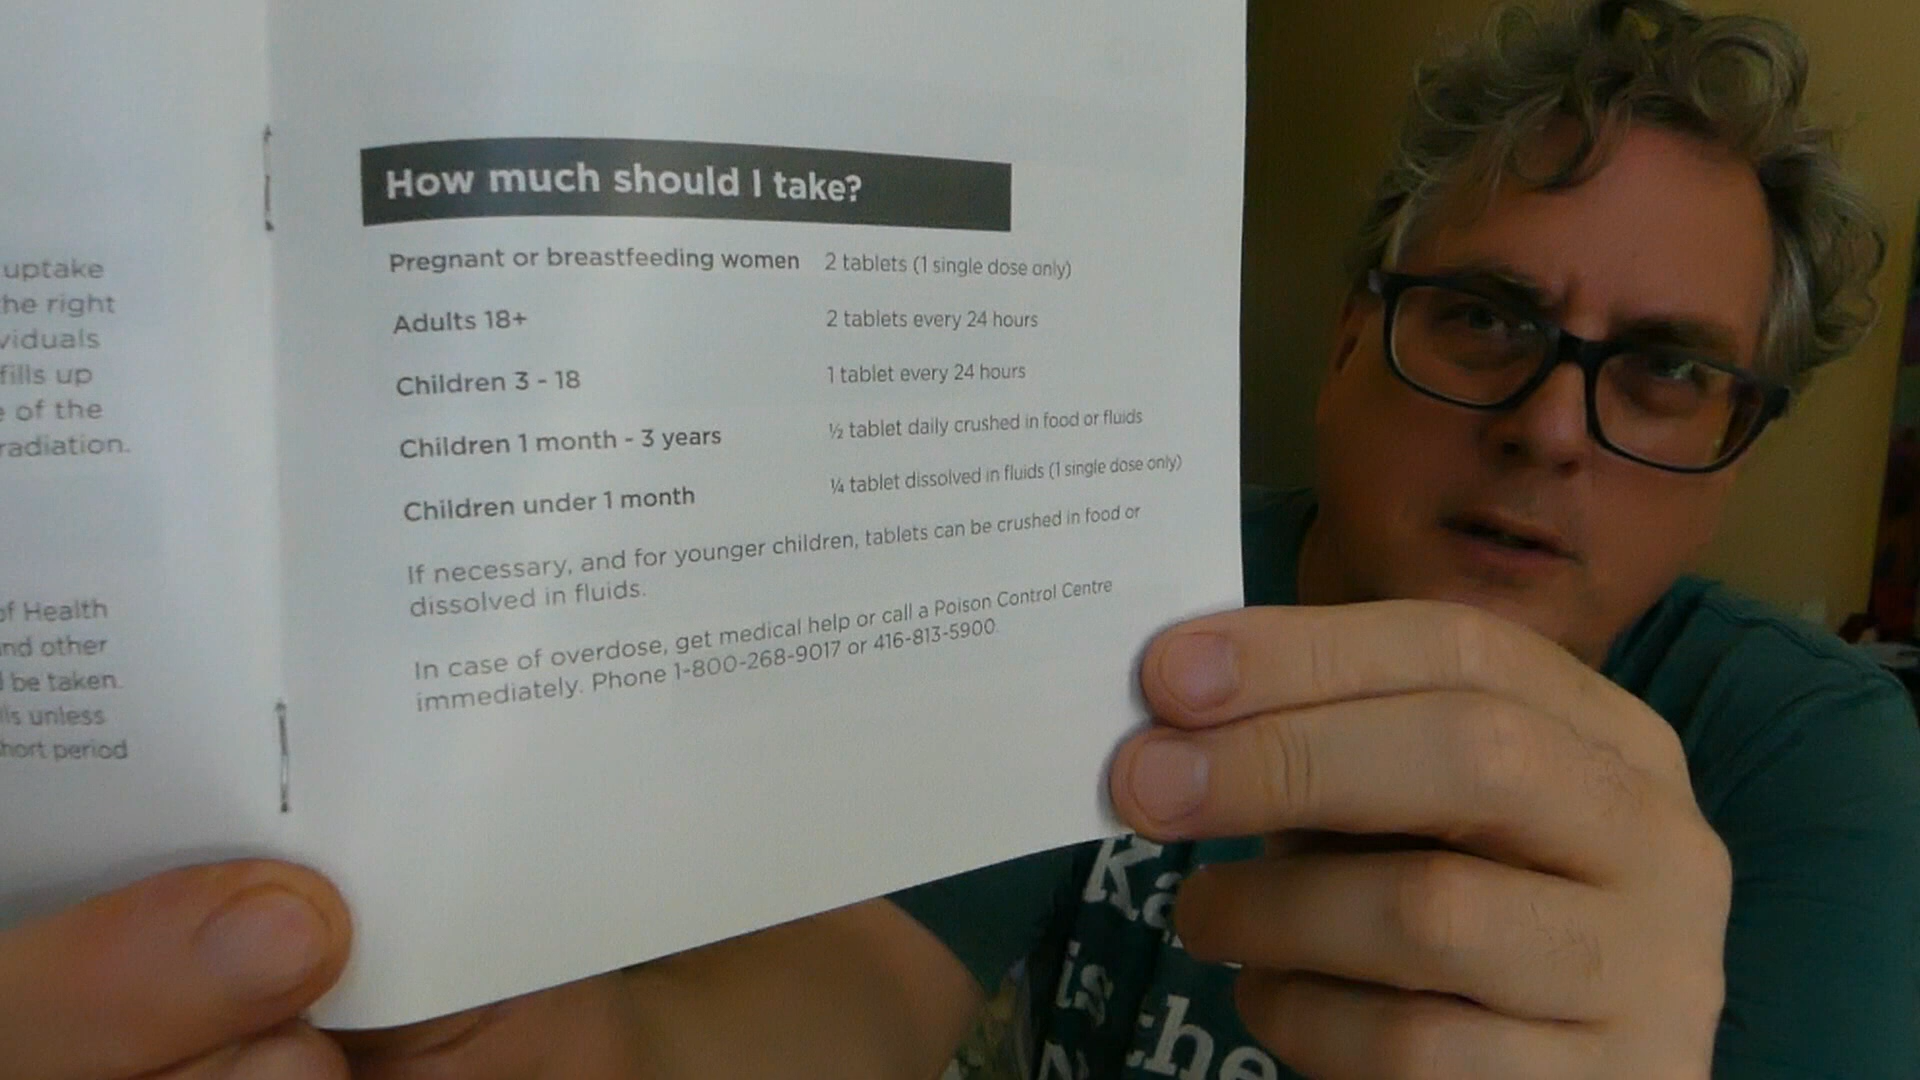 uptake
he right
viduals
fills up
e of the
radiation.
of Health
nd other
l be taken.
lls unless
hort period
How much should I take?
Pregnant or breastfeeding women 2 tablets (1 single dose only)
Adults 18+ 2 tablets every 24 hours
Children 3 - 18 1 tablet every 24 hours
Children 1 month - 3 years ½ tablet daily crushed in food or fluids
Children under 1 month ¼ tablet dissolved in fluids (1 single dose only)
If necessary, and for younger children, tablets can be crushed in food or
dissolved in fluids.
In case of overdose, get medical help or call a Poison Control Centre
immediately. Phone 1-800-268-9017 or 416-813-5900.
Ka
is
the